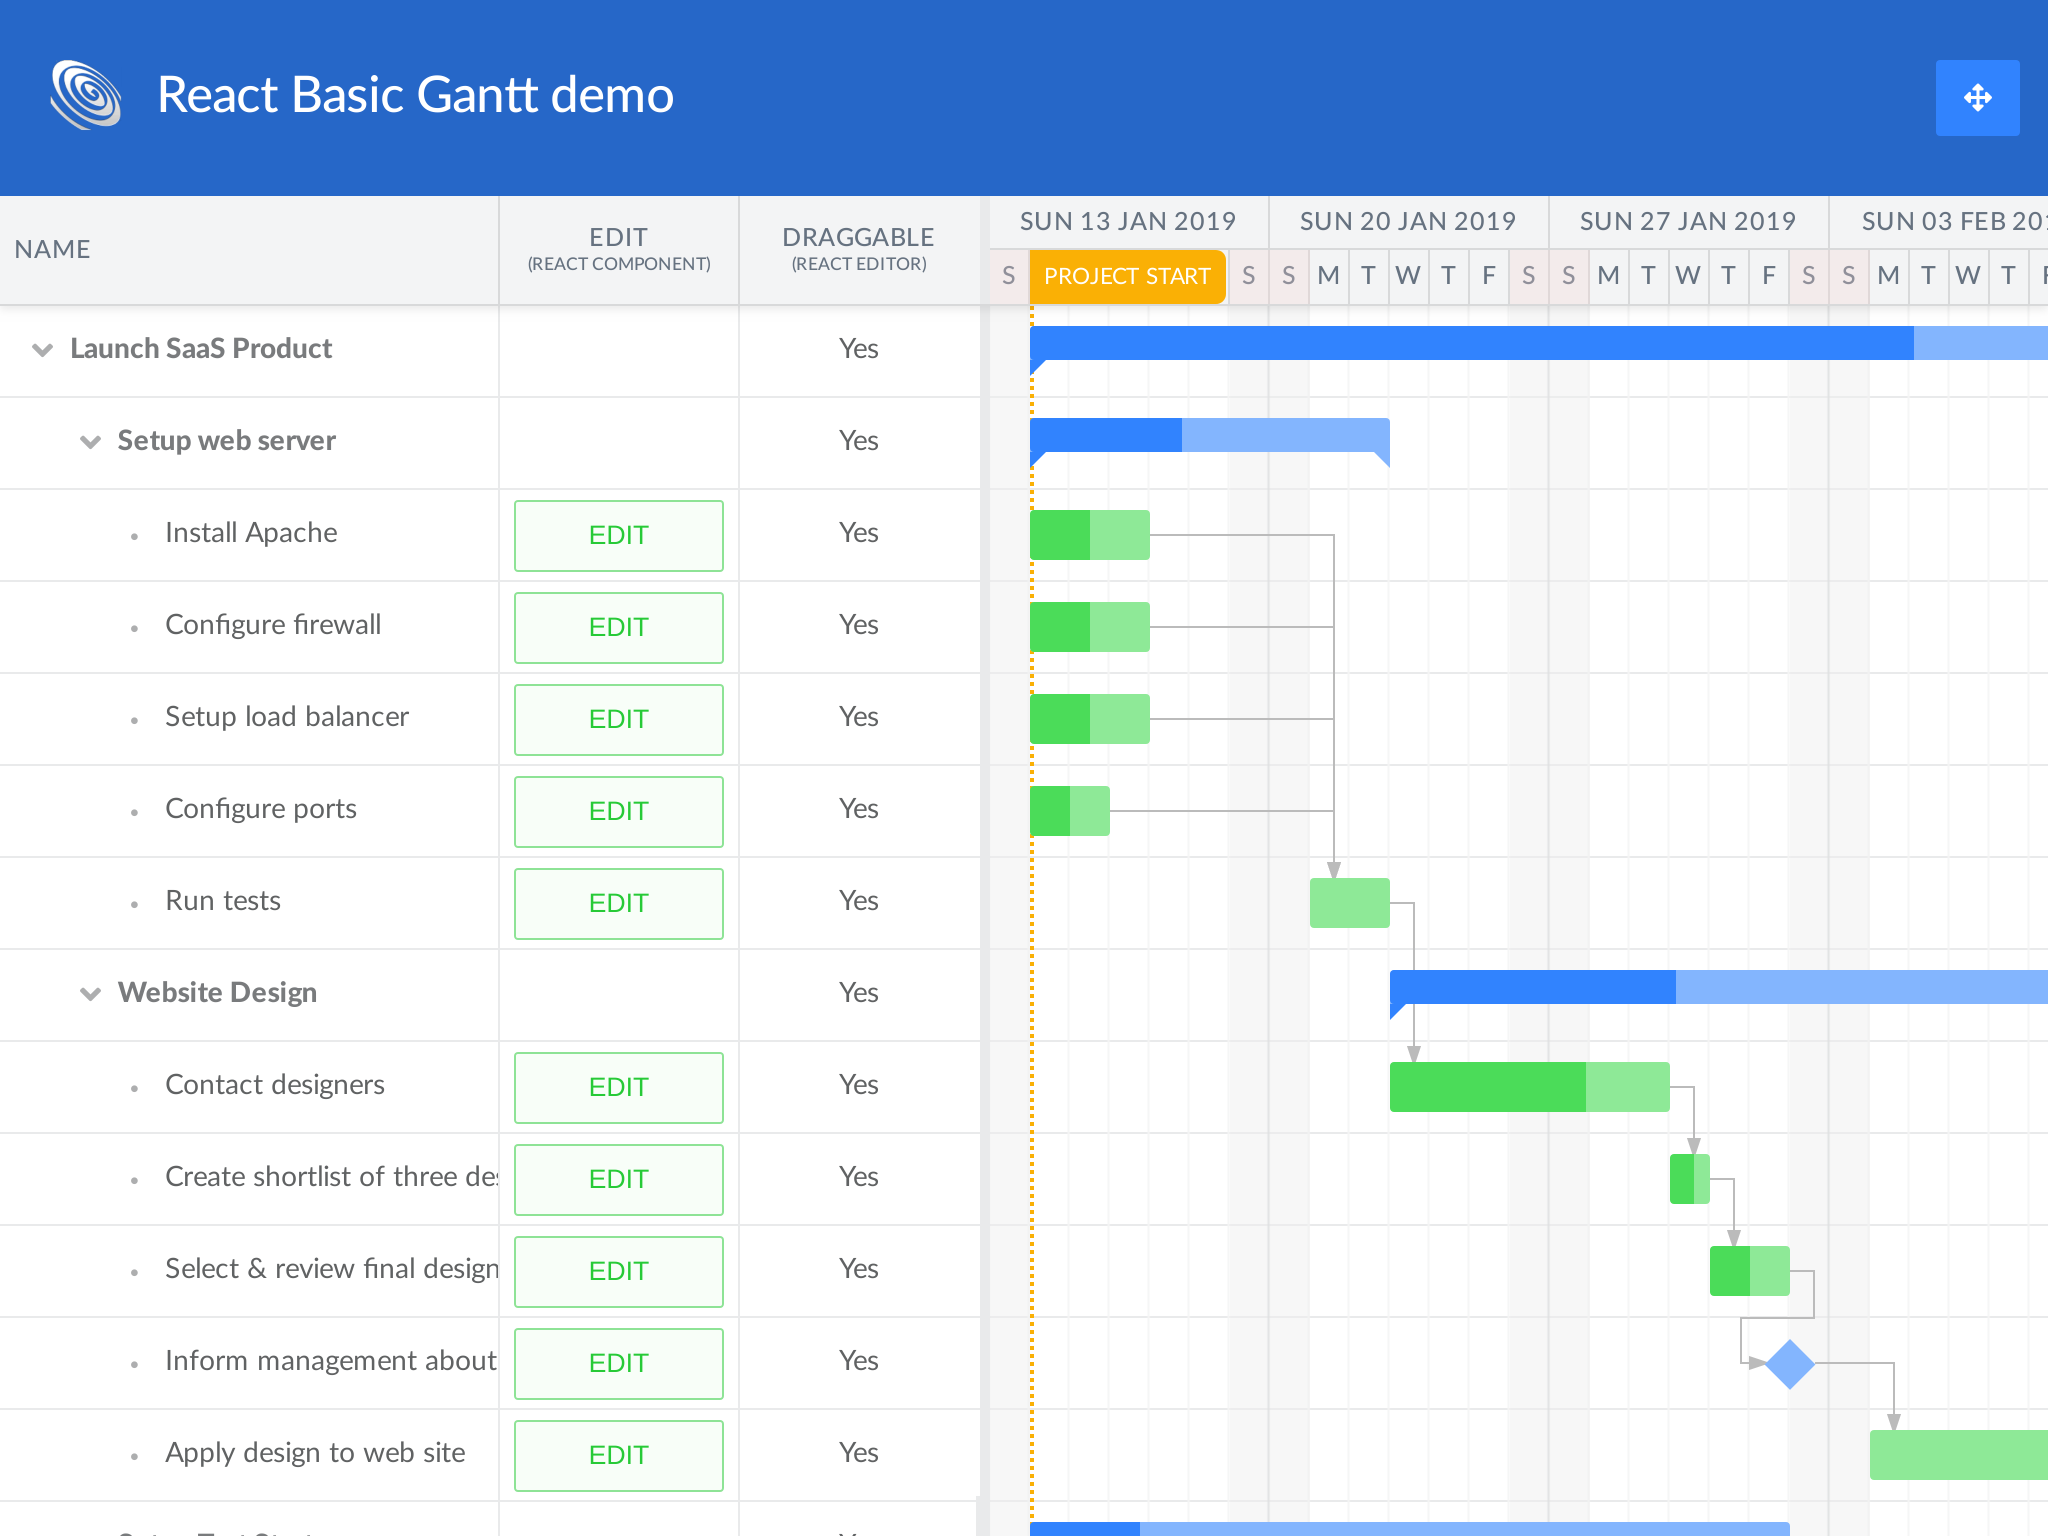 React Basic Gantt demo
NAME
EDIT
(REACT COMPONENT)
DRAGGABLE
(REACT EDITOR)
SUN 13 JAN 2019 SUN 20 JAN 2019 SUN 27 JAN 2019 SUN 03 FEB
S PROJECT START S S M T W T F S S M T W T F S S M T W T
Launch SaaS Product Yes
Setup web server Yes
Install Apache EDIT Yes
Configure firewall EDIT Yes
Setup load balancer EDIT Yes
Configure ports EDIT Yes
Run tests EDIT Yes
Website Design Yes
Contact designers EDIT Yes
Create shortlist of three EDIT Yes
Select & review final design EDIT Yes
Inform management about EDIT Yes
Apply design to web site EDIT Yes